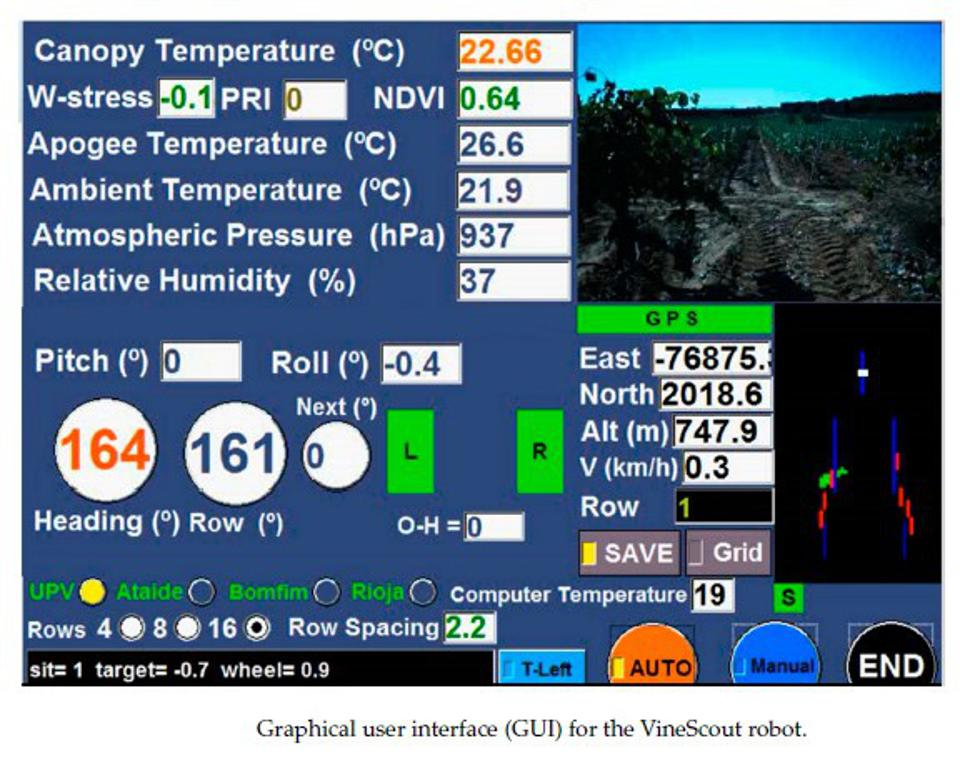 Canopy Temperature (ºC) 22.66
W-stress -0.1 PRI 0 NDVI 0.64
Apogee Temperature (ºC) 26.6
Ambient Temperature (ºC) 21.9
Atmospheric Pressure (hPa) 937
Relative Humidity (%) 37
GPS
Pitch (º) 0 Roll (º) -0.4
East -76875.
North 2018.6
Next (º)
Alt (m) 747.9
164 161 0 L R
V (km/h) 0.3
Row 1
Heading (º) Row (º) O-H = 0
SAVE Grid
UPV Ataide Bomfim Rioja Computer Temperature 19 S
Rows 4 8 16 Row Spacing 2.2
sit= 1 target= -0.7 wheel= 0.9 T-Left AUTO Manual END
Graphical user interface (GUI) for the VineScout robot.